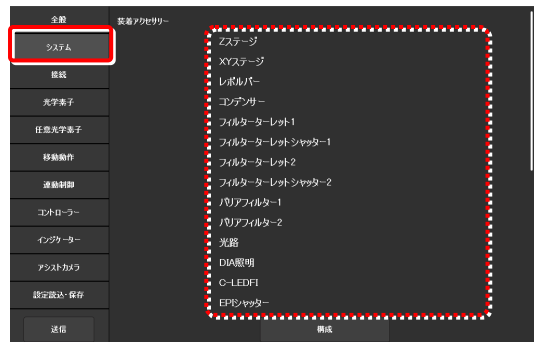 全般
システム
接続
光学素子
任意光学素子
移動動作
連動制御
コントローラー
インジケーター
アシストカメラ
設定読込・保存
送信
装着アクセサリー
Zステージ
XYステージ
レボルバー
コンデンサー
フィルターターレット1
フィルターターレットシャッター1
フィルターターレット2
フィルターターレットシャッター2
バリアフィルター1
バリアフィルター2
光路
DIA照明
C-LEDFI
EPIシャッター
構成